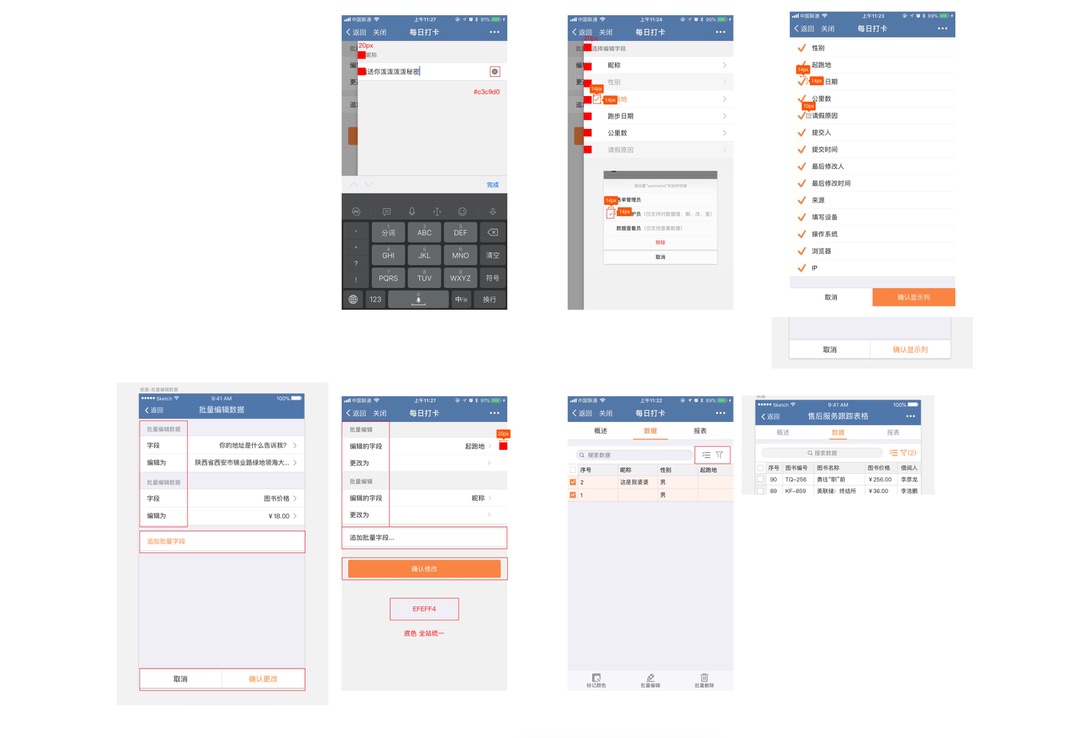 中国联通 上午11:27 91%
返回 关闭 每日打卡
20px
昵称
送你泼泼泼泼秘密
#c3c9d0
完成
分词 ABC DEF
GHI JKL MNO 清空
PQRS TUV WXYZ 符号
123 中/英 换行
中国联通 上午11:24 90%
返回 关闭 每日打卡
选择编辑字段
昵称
性别
14px
14px
跑步日期
公里数
请假原因
14px
14px
数据查看员（仅支持查看数据）
移除
取消
中国联通 上午11:23 89%
返回 关闭 每日打卡
性别
起跑地
14px
14px 日期
公里数
10px
请假原因
提交人
提交时间
最后修改人
最后修改时间
来源
填写设备
操作系统
浏览器
IP
取消 确认显示列
取消 确认显示列
数据-批量编辑数据
Sketch 9:41 AM 100%
返回 批量编辑数据
批量编辑数据
字段 你的地址是什么告诉我?
编辑为 陕西省西安市锦业路绿地领海大...
批量编辑数据
字段 图书价格
编辑为 ¥18.00
追加批量字段
取消 确认更改
中国联通 上午11:27 91%
返回 关闭 每日打卡
批量编辑
20px
编辑的字段 起跑地
更改为
批量编辑
编辑的字段 昵称
更改为
追加批量字段...
确认修改
EFEFF4
底色 全站统一
中国联通 上午11:22 89%
返回 关闭 每日打卡
概述 数据 报表
搜索数据
序号 昵称 性别 起跑地
2 这是我婆婆 男
1 男
标记颜色 批量编辑 批量删除
Sketch 9:41 AM 100%
返回 售后服务跟踪表格
概述 数据 报表
搜索数据 (2)
序号 图书编号 图书名称 图书价格 借阅人
90 TQ-256 勇往"职"前 ¥256.00 李彦龙
89 KF-859 美联储：终结所 ¥36.00 李浩鹏